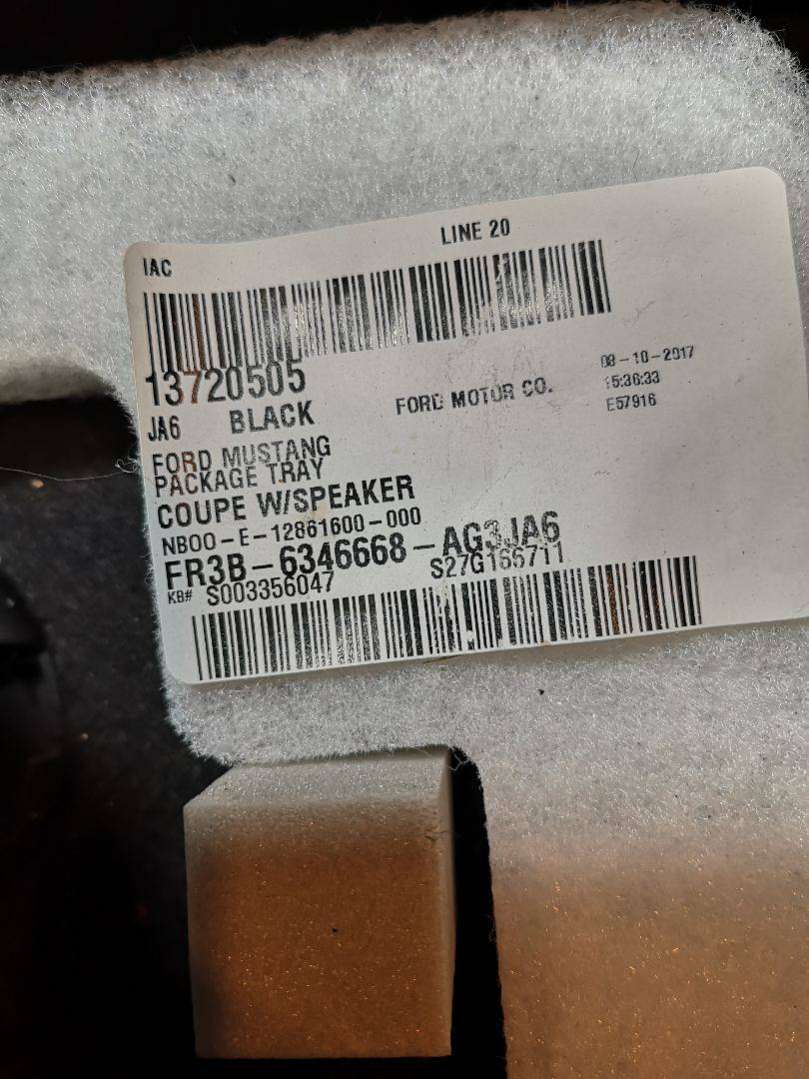 IAC
LINE 20
13720505
JA6 BLACK
FORD MOTOR CO.
08-10-2017
15:36:33
E57916
FORD MUSTANG
PACKAGE TRAY
COUPE W/SPEAKER
NB00-E-12861600-000
FR3B-6346668-AG3JA6
KB# S003356047
S27G166711